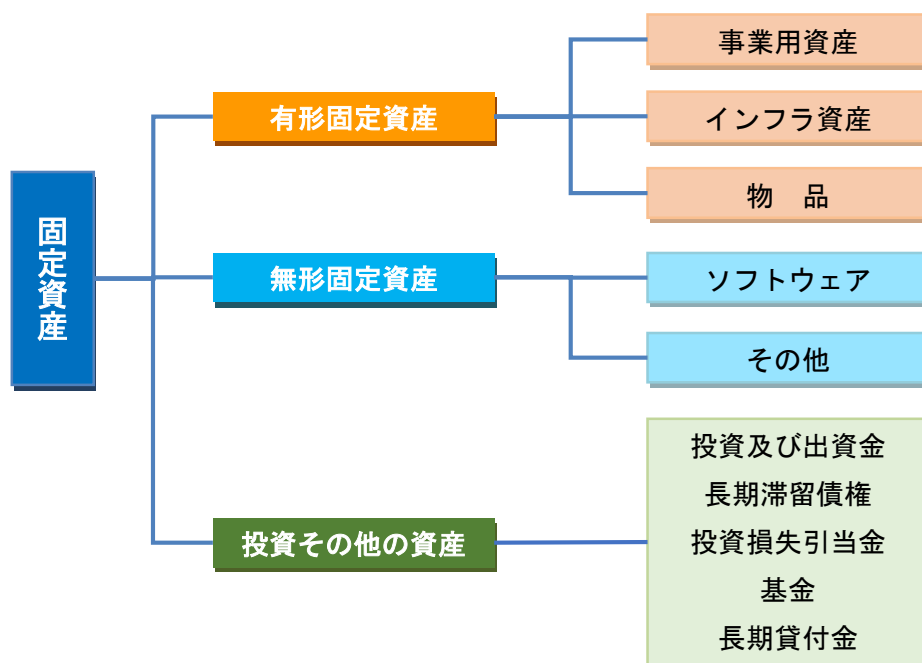 固定資産
有形固定資産
事業用資産
インフラ資産
物　品
無形固定資産
ソフトウェア
その他
投資その他の資産
投資及び出資金
長期滞留債権
投資損失引当金
基金
長期貸付金